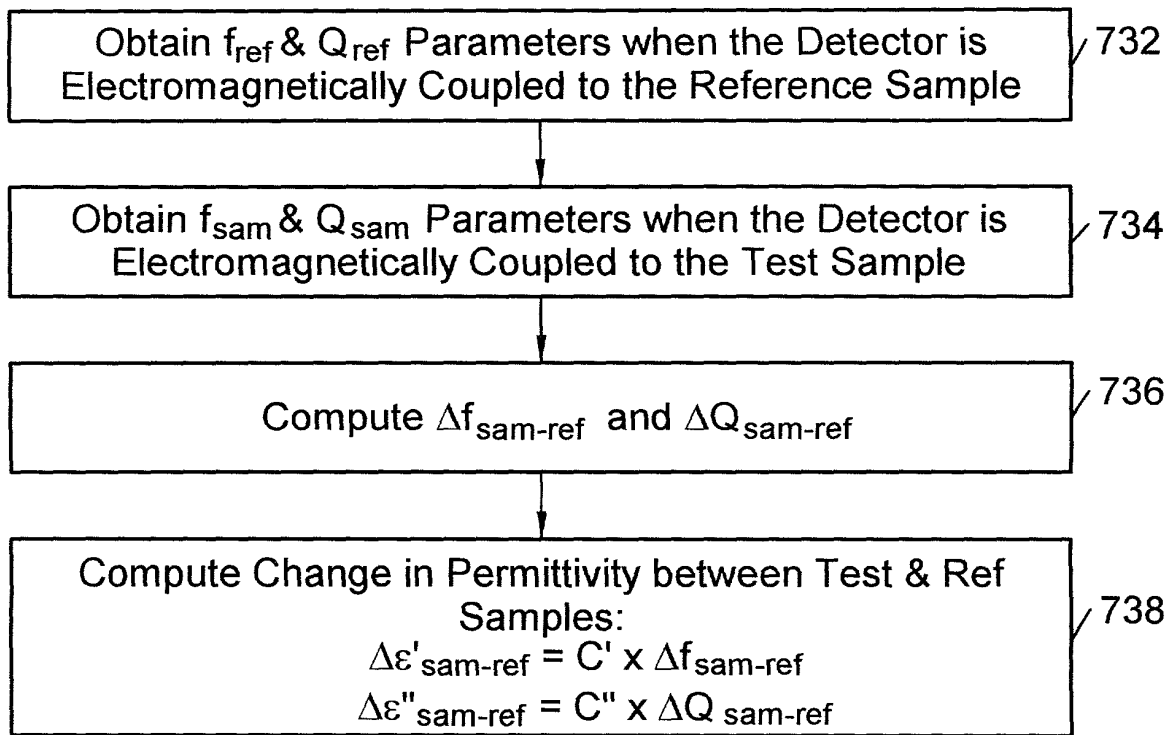 Obtain f_ref & Q_ref Parameters when the Detector is
Electromagnetically Coupled to the Reference Sample
732
Obtain f_sam & Q_sam Parameters when the Detector is
Electromagnetically Coupled to the Test Sample
734
Compute Δf_sam-ref and ΔQ_sam-ref
736
Compute Change in Permittivity between Test & Ref
Samples:
Δε'_sam-ref = C' x Δf_sam-ref
Δε"_sam-ref = C" x ΔQ_sam-ref
738